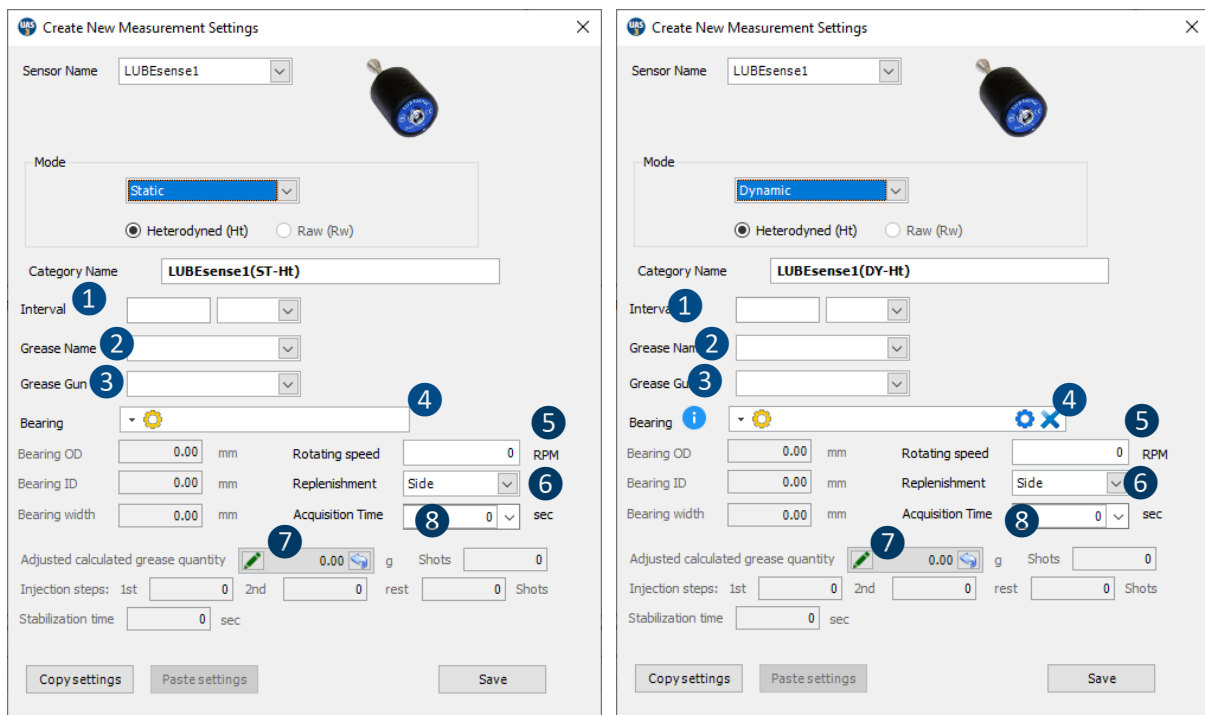 UAS 3 Create New Measurement Settings
Sensor Name LUBEsense1
Mode
Static
Heterodyned (Ht) Raw (Rw)
Category Name LUBEsense1(ST-Ht)
Interval 1
Grease Name 2
Grease Gun 3
4
Bearing 5
Bearing OD 0.00 mm Rotating speed 0 RPM
Bearing ID 0.00 mm Replenishment Side 6
Bearing width 0.00 mm Acquisition Time 8 0 sec
7
Adjusted calculated grease quantity 0.00 g Shots 0
Injection steps: 1st 0 2nd 0 rest 0 Shots
Stabilization time 0 sec
Copy settings Paste settings Save
UAS 3 Create New Measurement Settings
Sensor Name LUBEsense1
Mode
Dynamic
Heterodyned (Ht) Raw (Rw)
Category Name LUBEsense1(DY-Ht)
Interval 1
Grease Name 2
Grease Gu 3
4
Bearing i 5
Bearing OD 0.00 mm Rotating speed 0 RPM
Bearing ID 0.00 mm Replenishment Side 6
Bearing width 0.00 mm Acquisition Time 8 0 sec
7
Adjusted calculated grease quantity 0.00 g Shots 0
Injection steps: 1st 0 2nd 0 rest 0 Shots
Stabilization time 0 sec
Copy settings Paste settings Save